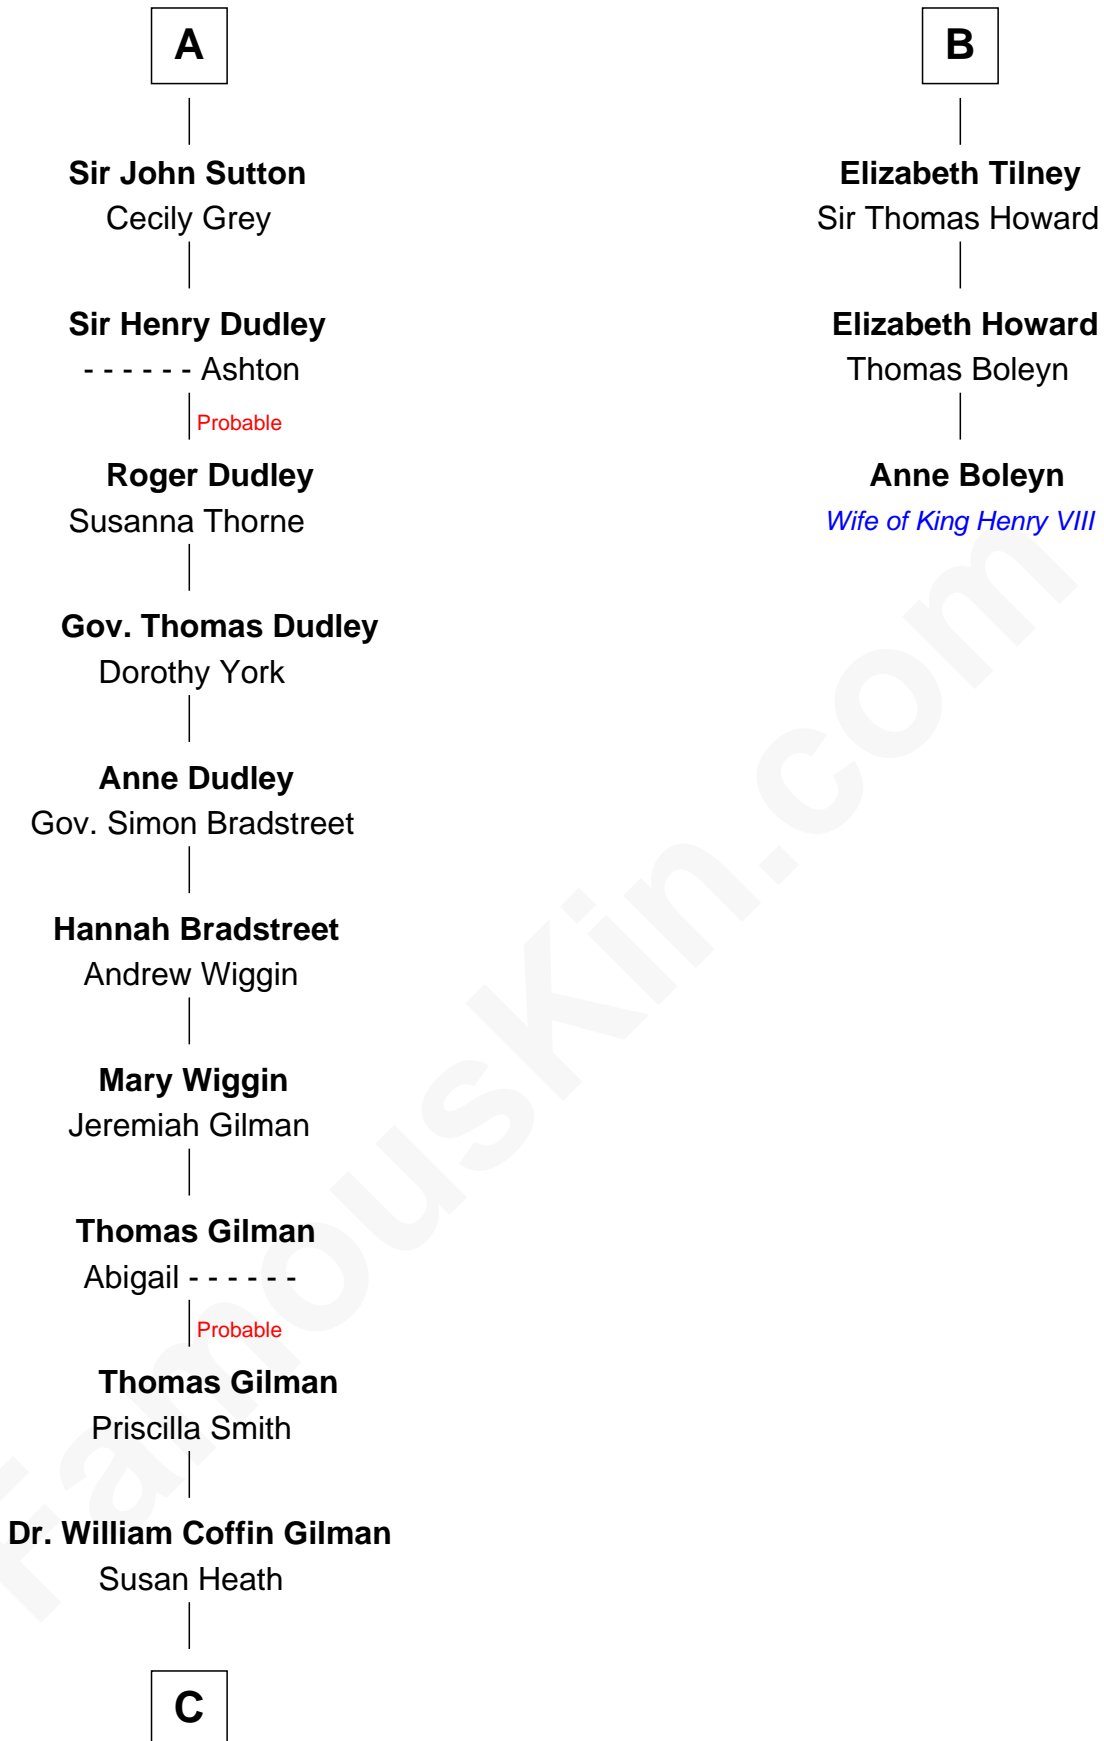 A
Sir John Sutton
Cecily Grey
Sir Henry Dudley
- - - - - - Ashton
Probable
Roger Dudley
Susanna Thorne
Gov. Thomas Dudley
Dorothy York
Anne Dudley
Gov. Simon Bradstreet
Hannah Bradstreet
Andrew Wiggin
Mary Wiggin
Jeremiah Gilman
Thomas Gilman
Abigail - - - - - -
Probable
Thomas Gilman
Priscilla Smith
Dr. William Coffin Gilman
Susan Heath
C
B
Elizabeth Tilney
Sir Thomas Howard
Elizabeth Howard
Thomas Boleyn
Anne Boleyn
Wife of King Henry VIII
FamousKin.com